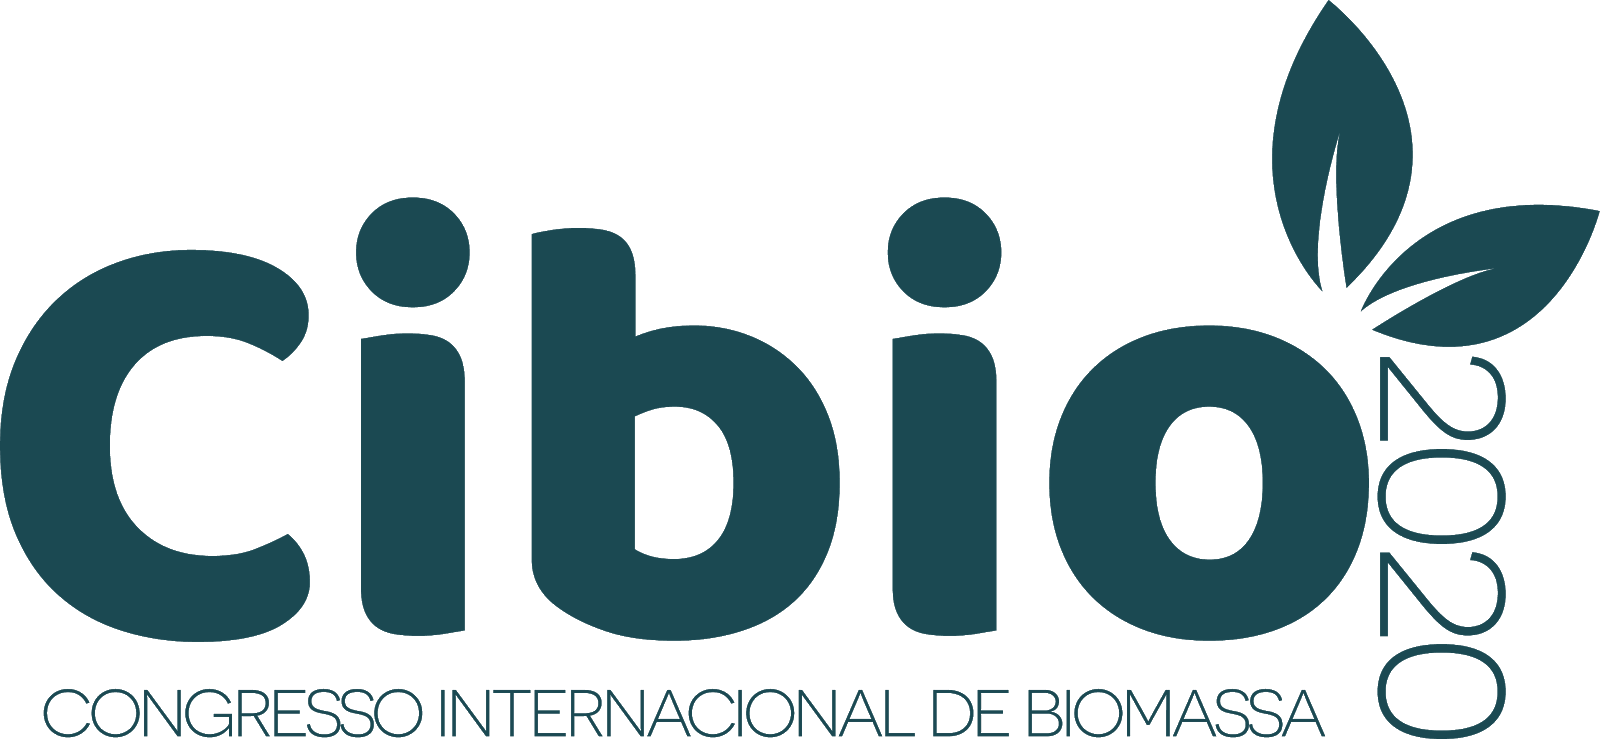 Cibio
2020
CONGRESSO INTERNACIONAL DE BIOMASSA